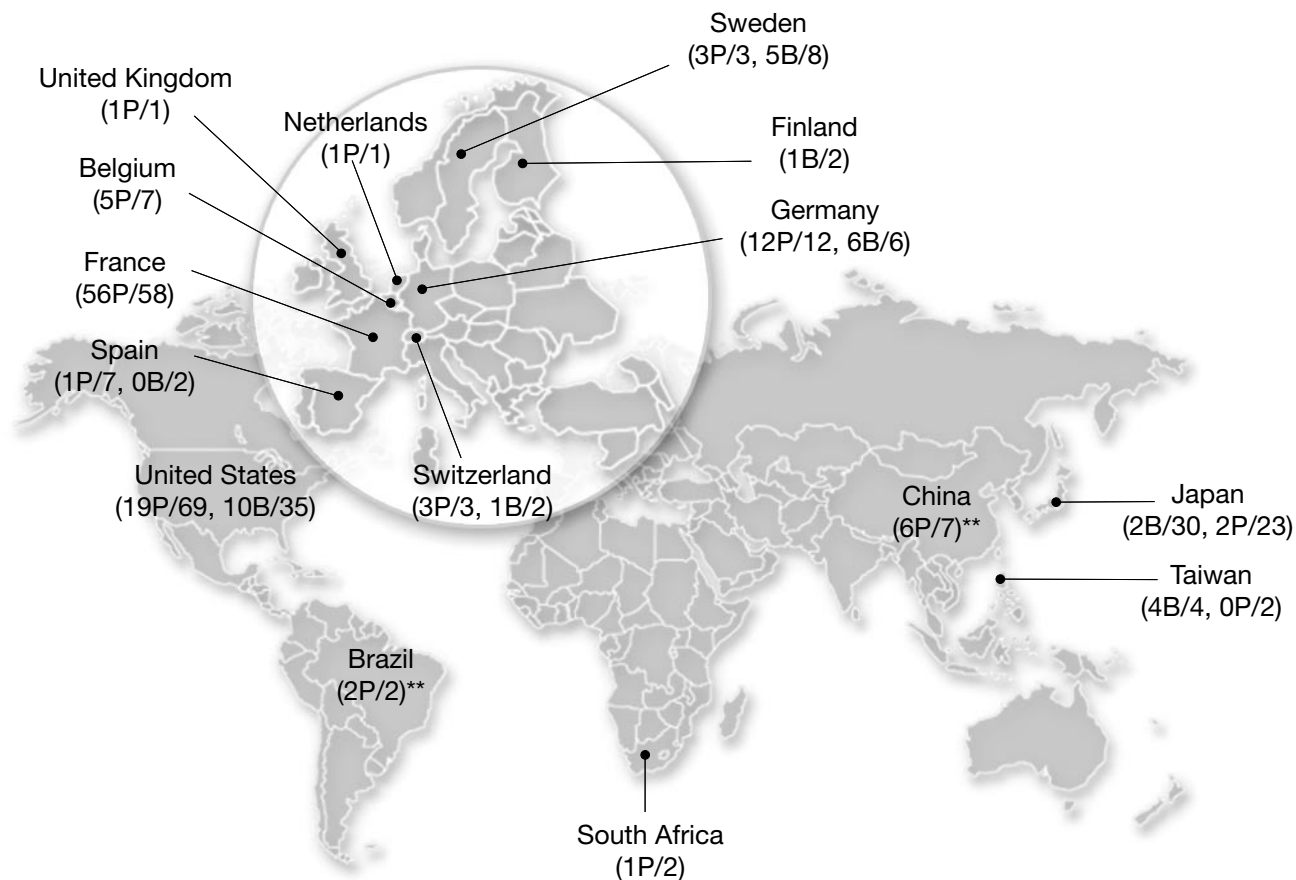 Sweden
(3P/3, 5B/8)
United Kingdom
(1P/1)
Netherlands
(1P/1)
Finland
(1B/2)
Belgium
(5P/7)
Germany
(12P/12, 6B/6)
France
(56P/58)
Spain
(1P/7, 0B/2)
United States
(19P/69, 10B/35)
Switzerland
(3P/3, 1B/2)
China
(6P/7)**
Japan
(2B/30, 2P/23)
Taiwan
(4B/4, 0P/2)
Brazil
(2P/2)**
South Africa
(1P/2)